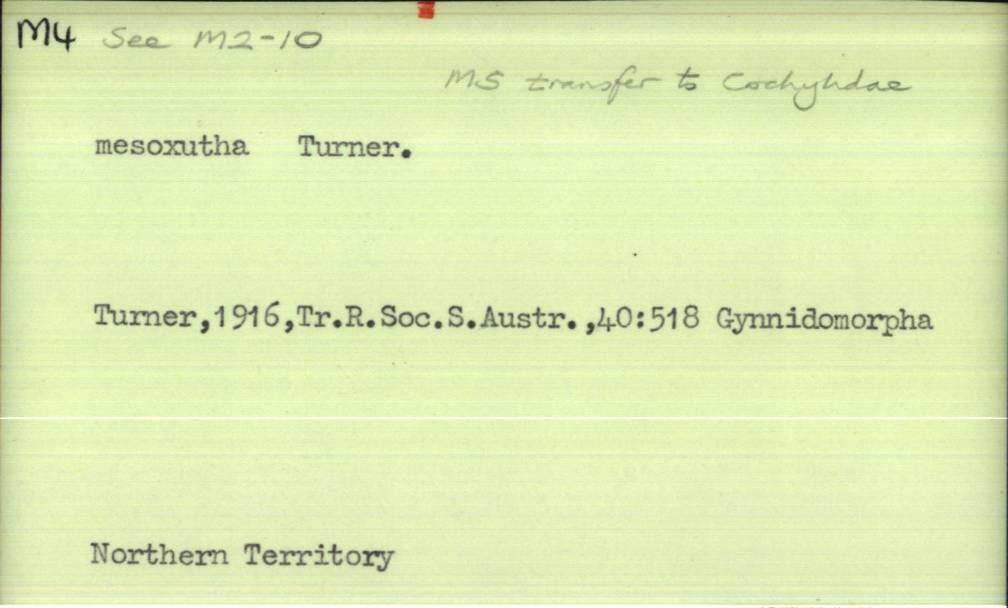 M4 See M2-10
MS transfer to Cochylidae
mesoxutha Turner.
Turner,1916,Tr.R.Soc.S.Austr.,40:518 Gynnidomorpha
Northern Territory